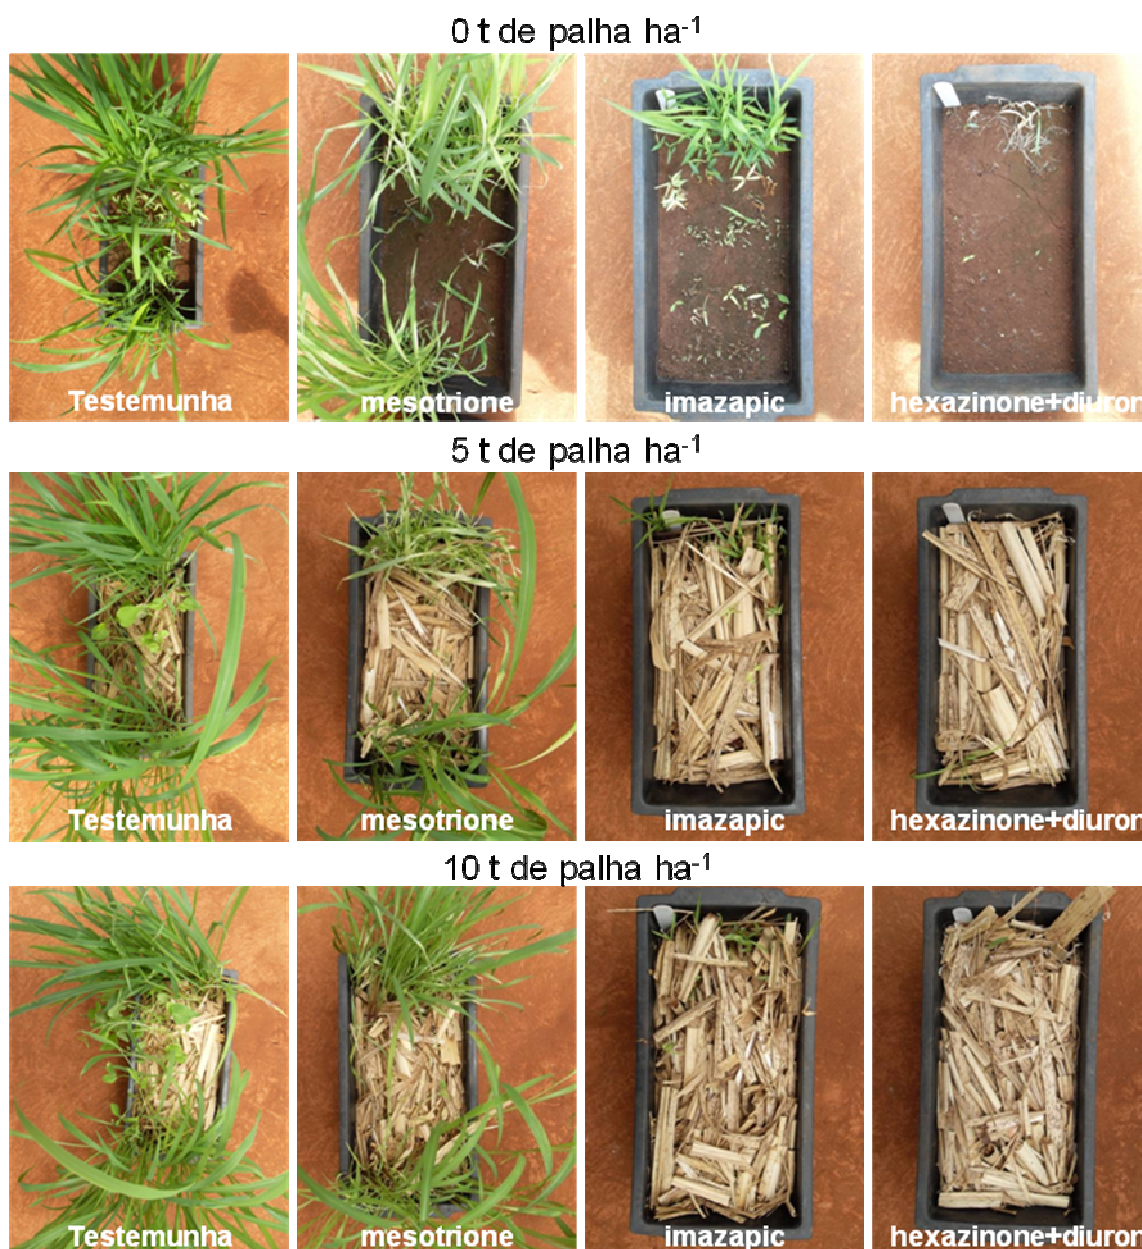 0 t de palha ha-1
Testemunha mesotrione imazapic hexazinone+diuron
5 t de palha ha-1
Testemunha mesotrione imazapic hexazinone+diuron
10 t de palha ha-1
Testemunha mesotrione imazapic hexazinone+diuron